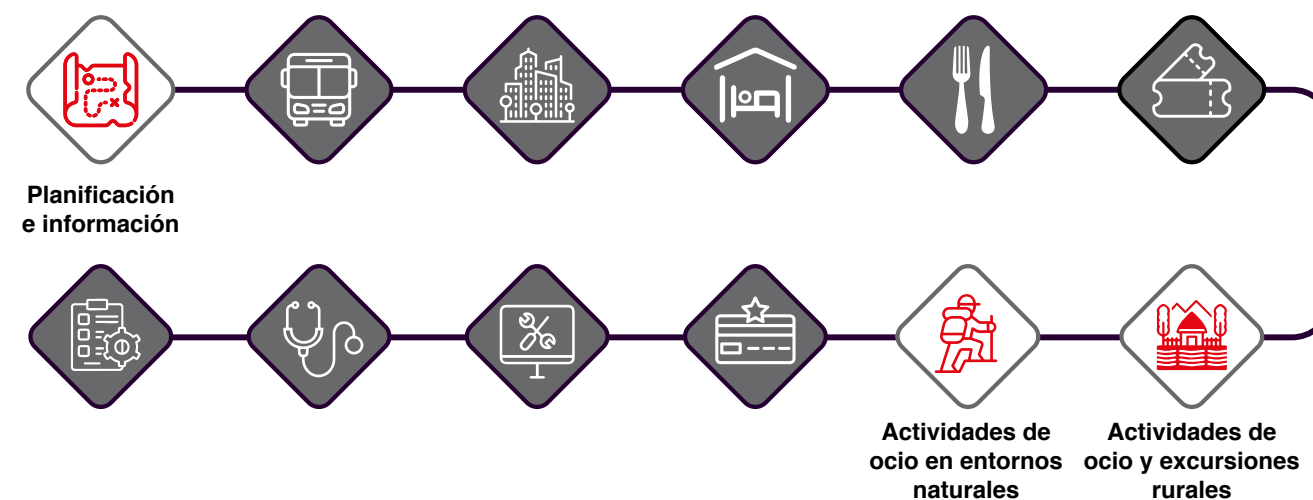 Planificación
e información
Actividades de
ocio en entornos
naturales
Actividades de
ocio y excursiones
rurales